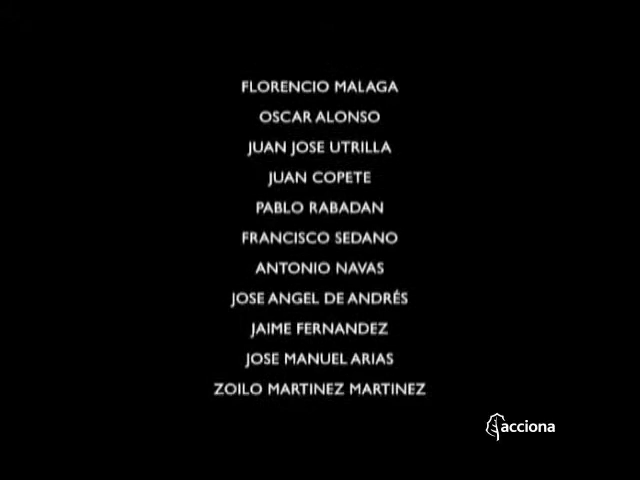 FLORENCIO MALAGA
OSCAR ALONSO
JUAN JOSE UTRILLA
JUAN COPETE
PABLO RABADAN
FRANCISCO SEDANO
ANTONIO NAVAS
JOSE ANGEL DE ANDRÉS
JAIME FERNANDEZ
JOSE MANUEL ARIAS
ZOILO MARTINEZ MARTINEZ
acciona